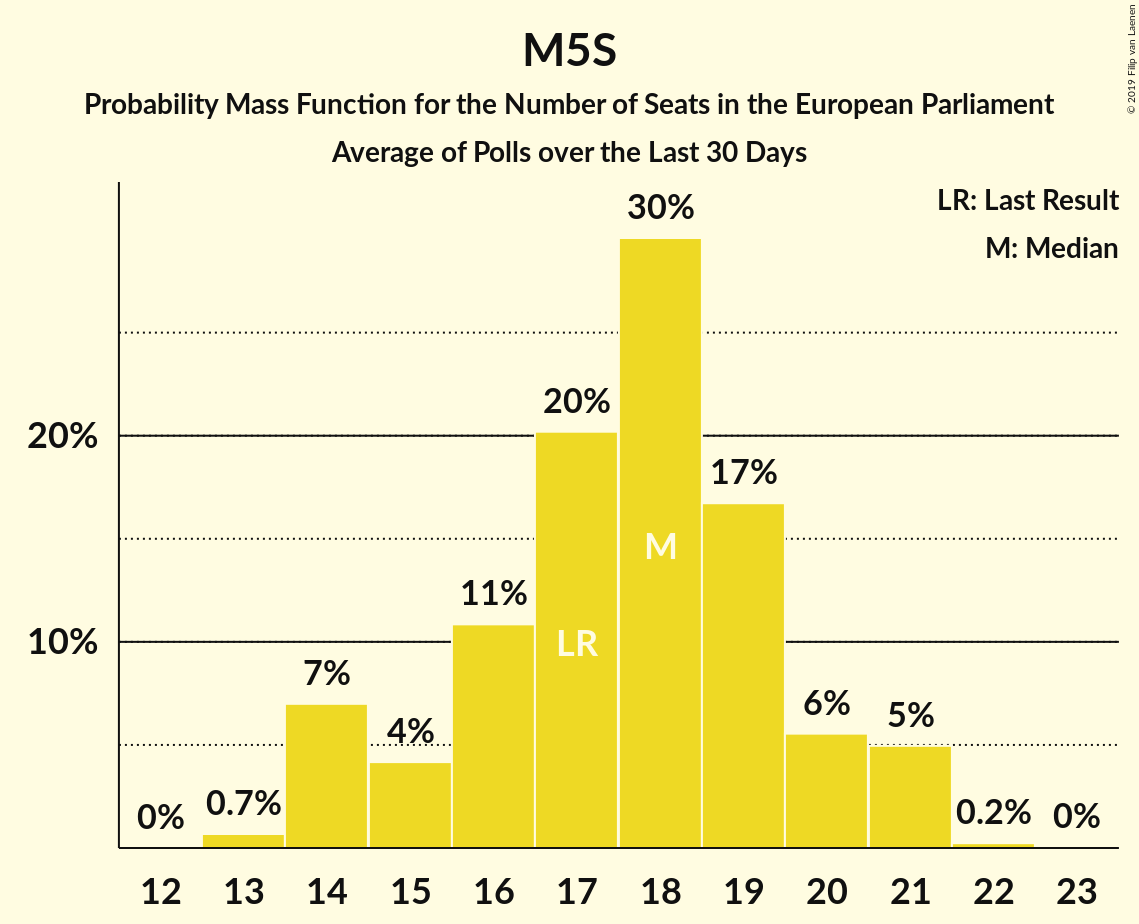 M5S
Probability Mass Function for the Number of Seats in the European Parliament
Average of Polls over the Last 30 Days
© 2019 Filip van Laenen
LR: Last Result
M: Median
30%
20%
20%
17%
M
11%
LR
10%
7%
6%
5%
4%
0.7%
0.2%
0%
0%
12 13 14 15 16 17 18 19 20 21 22 23